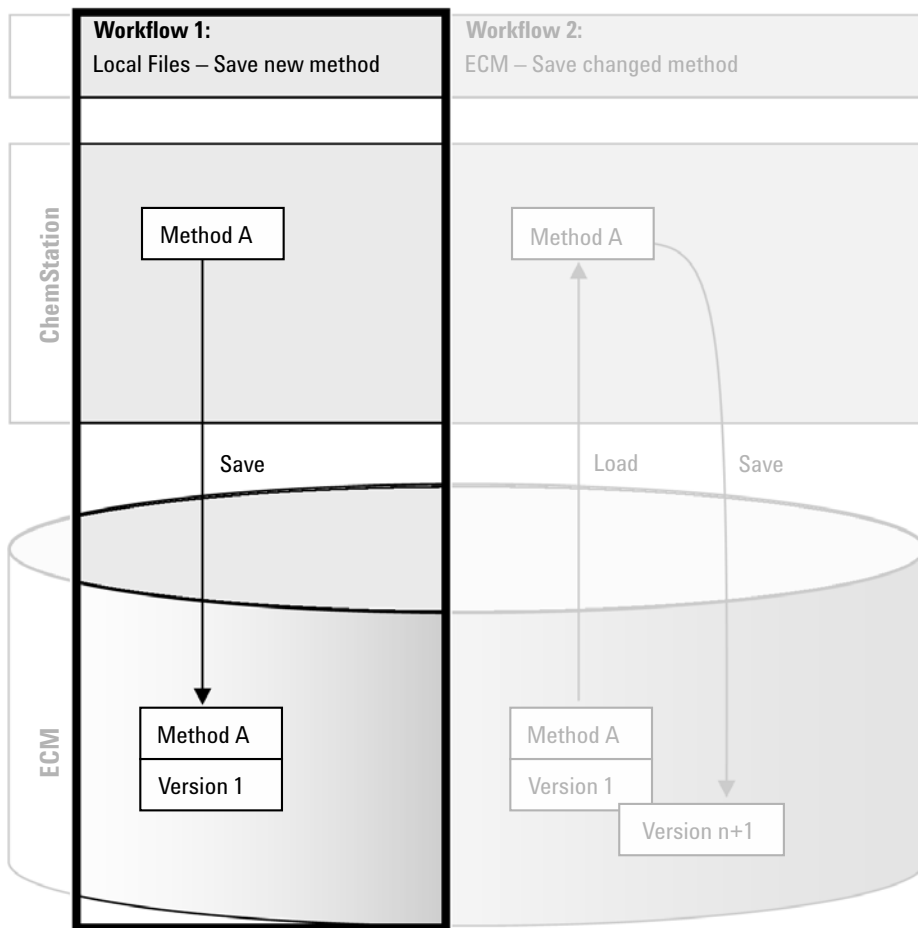 Workflow 1:
Local Files – Save new method
Workflow 2:
ECM – Save changed method
ChemStation
Method A
Method A
Save
Load
Save
ECM
Method A
Version 1
Method A
Version 1
Version n+1